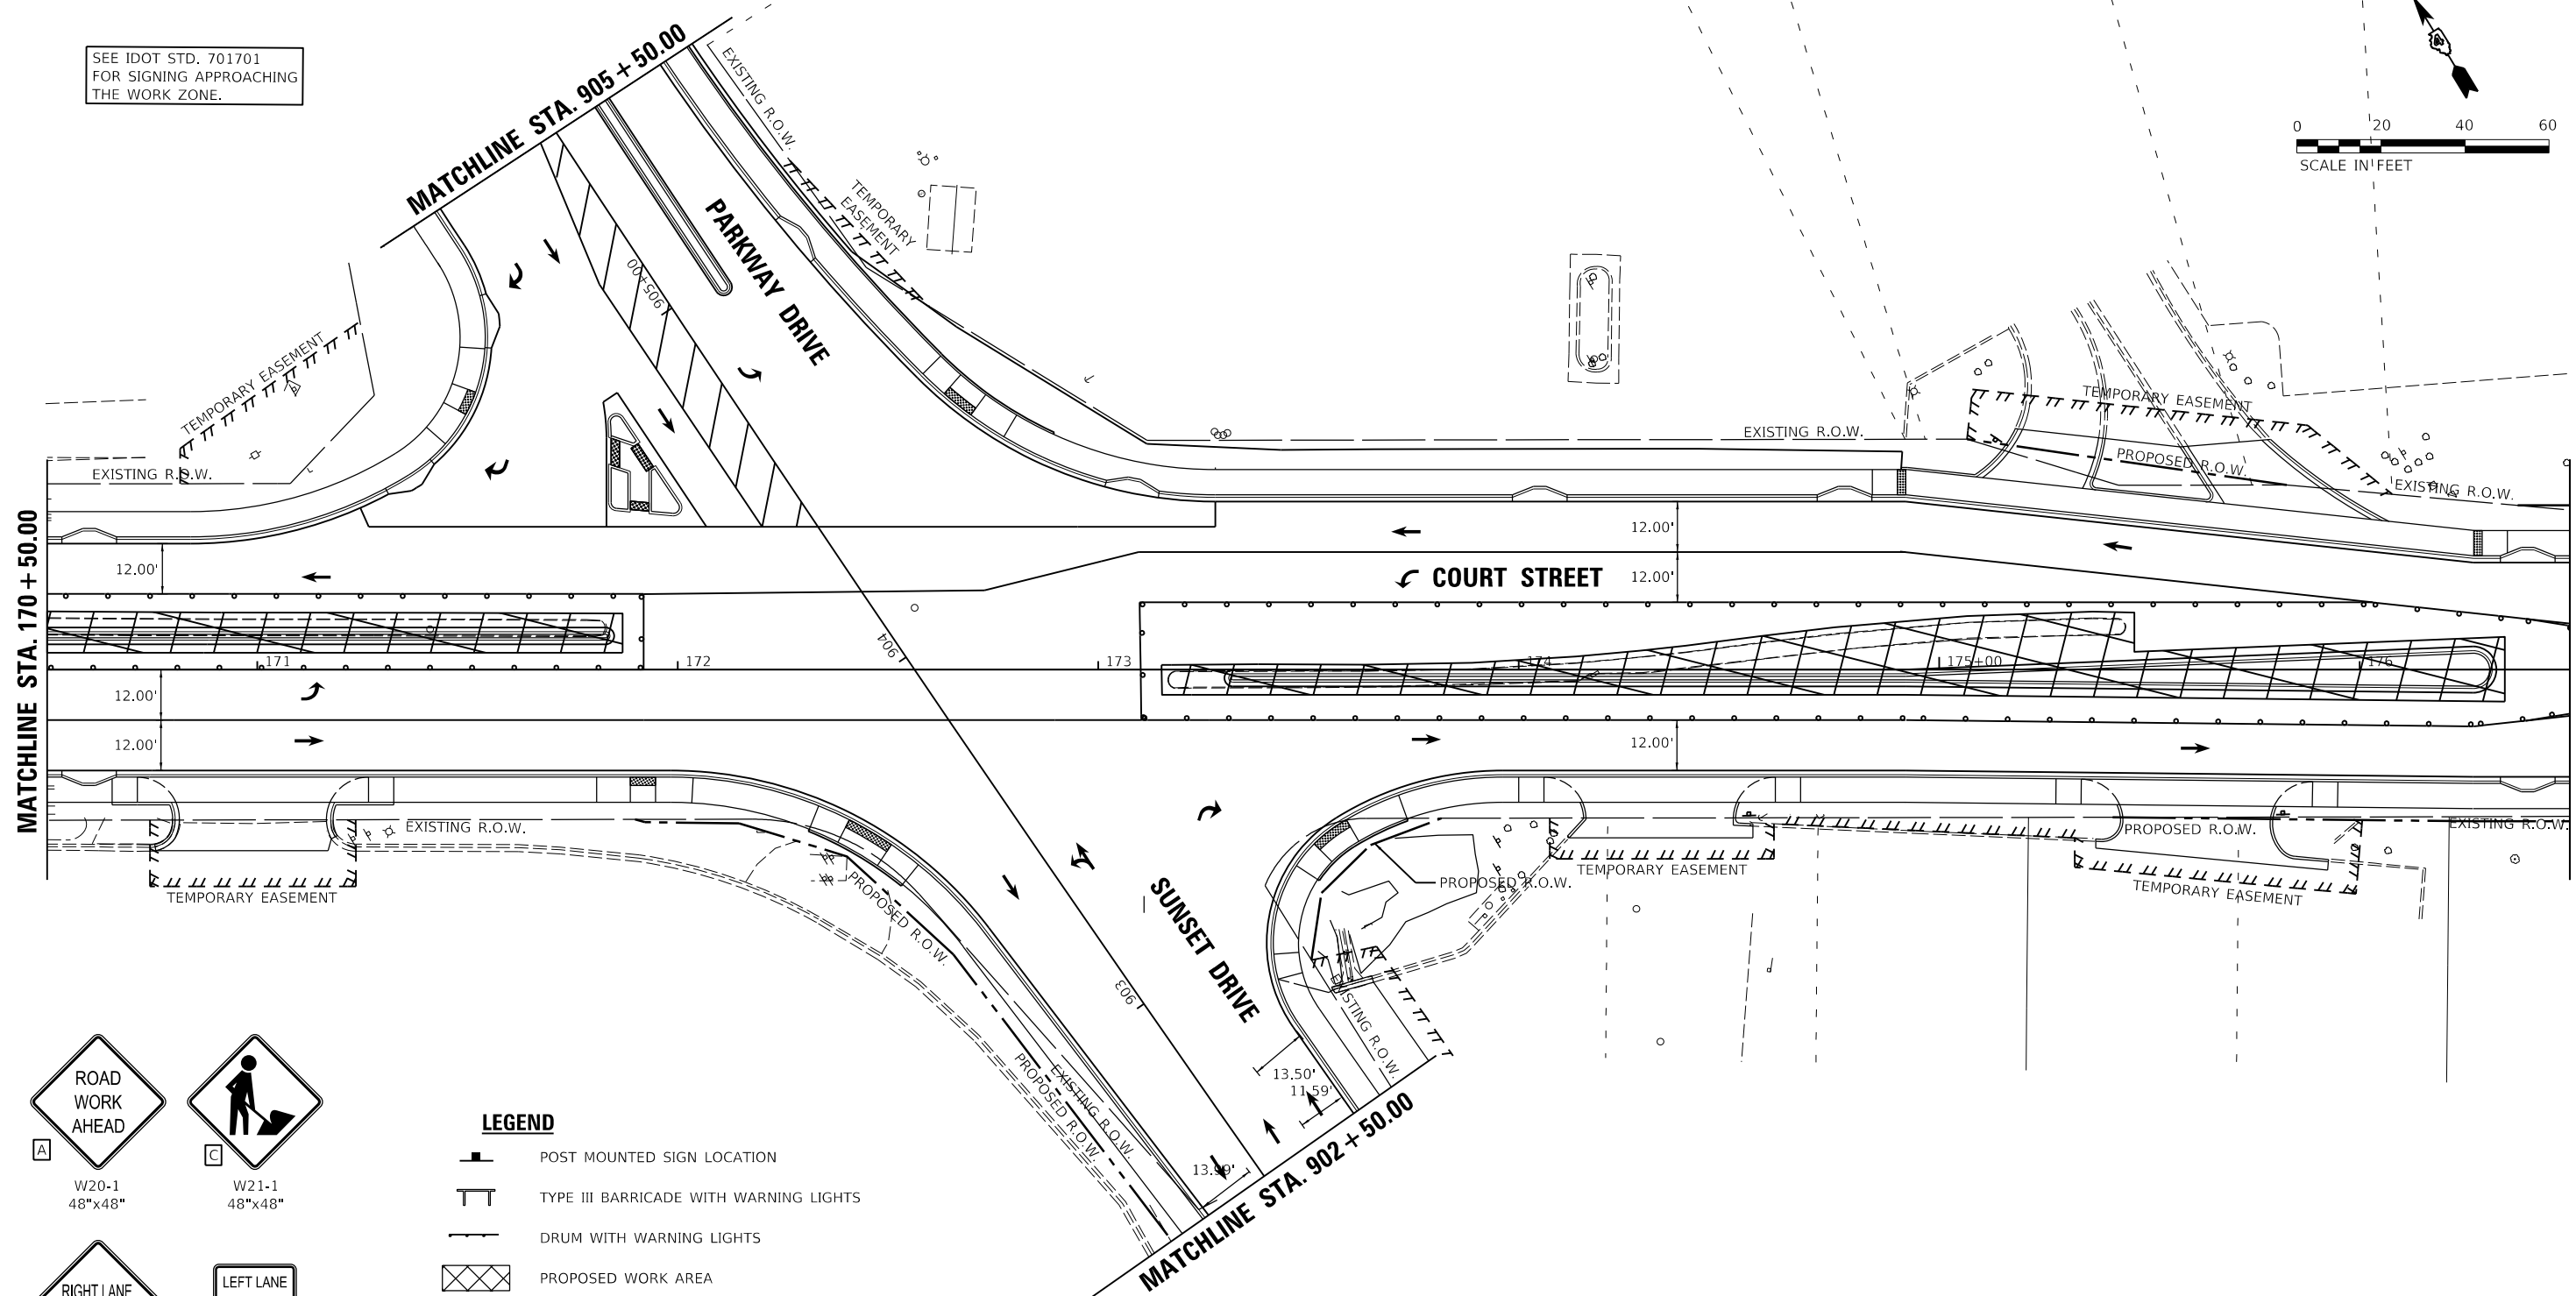 SEE IDOT STD. 701701
FOR SIGNING APPROACHING
THE WORK ZONE.
MATCHLINE STA. 905+50.00
EXISTING R.O.W.
TEMPORARY
EASEMENT
PARKWAY DRIVE
905+00
0 20 40 60
SCALE IN FEET
TEMPORARY EASEMENT
EXISTING R.O.W.
EXISTING R.O.W.
TEMPORARY EASEMENT
PROPOSED R.O.W.
EXISTING R.O.W.
MATCHLINE STA. 170+50.00
12.00'
12.00'
COURT STREET
12.00'
904
171
172
173
174
175+00
176
12.00'
12.00'
12.00'
EXISTING R.O.W.
TEMPORARY EASEMENT
PROPOSED R.O.W.
PROPOSED R.O.W.
TEMPORARY EASEMENT
PROPOSED R.O.W.
EXISTING R.O.W.
TEMPORARY EASEMENT
SUNSET DRIVE
903
EXISTING R.O.W.
PROPOSED R.O.W.
EXISTING R.O.W.
13.50'
11.59'
13.99'
MATCHLINE STA. 902+50.00
ROAD
WORK
AHEAD
A
W20-1
48"x48"
C
W21-1
48"x48"
RIGHT LANE
LEFT LANE
LEGEND
POST MOUNTED SIGN LOCATION
TYPE III BARRICADE WITH WARNING LIGHTS
DRUM WITH WARNING LIGHTS
PROPOSED WORK AREA